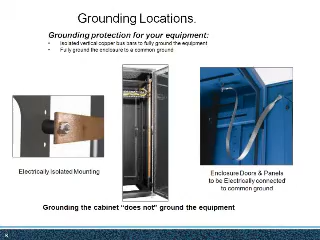 Grounding Locations.
Grounding protection for your equipment:
• Isolated vertical copper bus bars to fully ground the equipment
• Fully ground the enclosure to a common ground
Electrically Isolated Mounting
Enclosure Doors & Panels
to be Electrically connected
to common ground
Grounding the cabinet “does not” ground the equipment